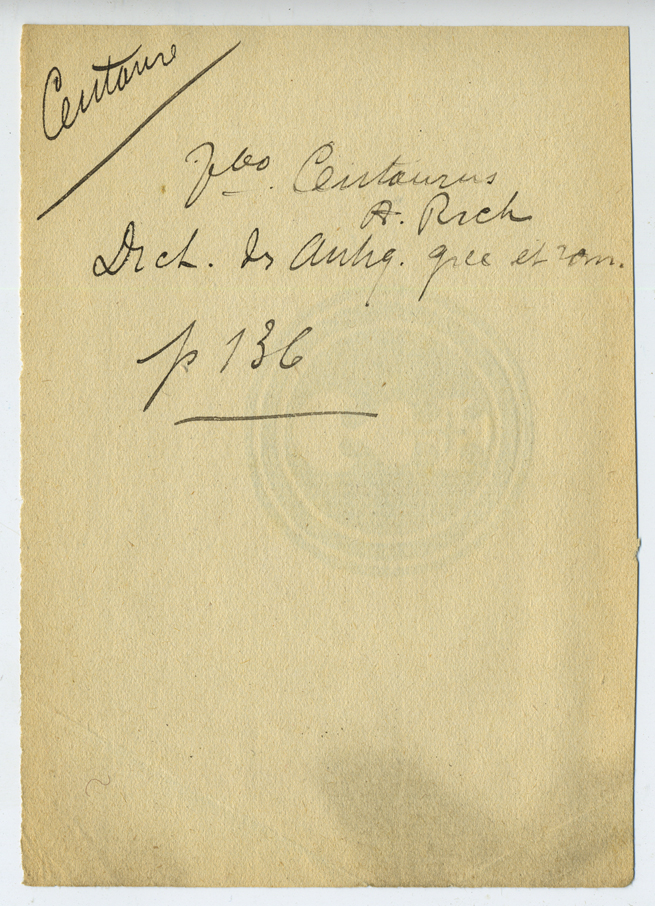 Centaure
Vbo Centaurus
A. Rich
Dict. des Antiq. grec et rom.
p 136